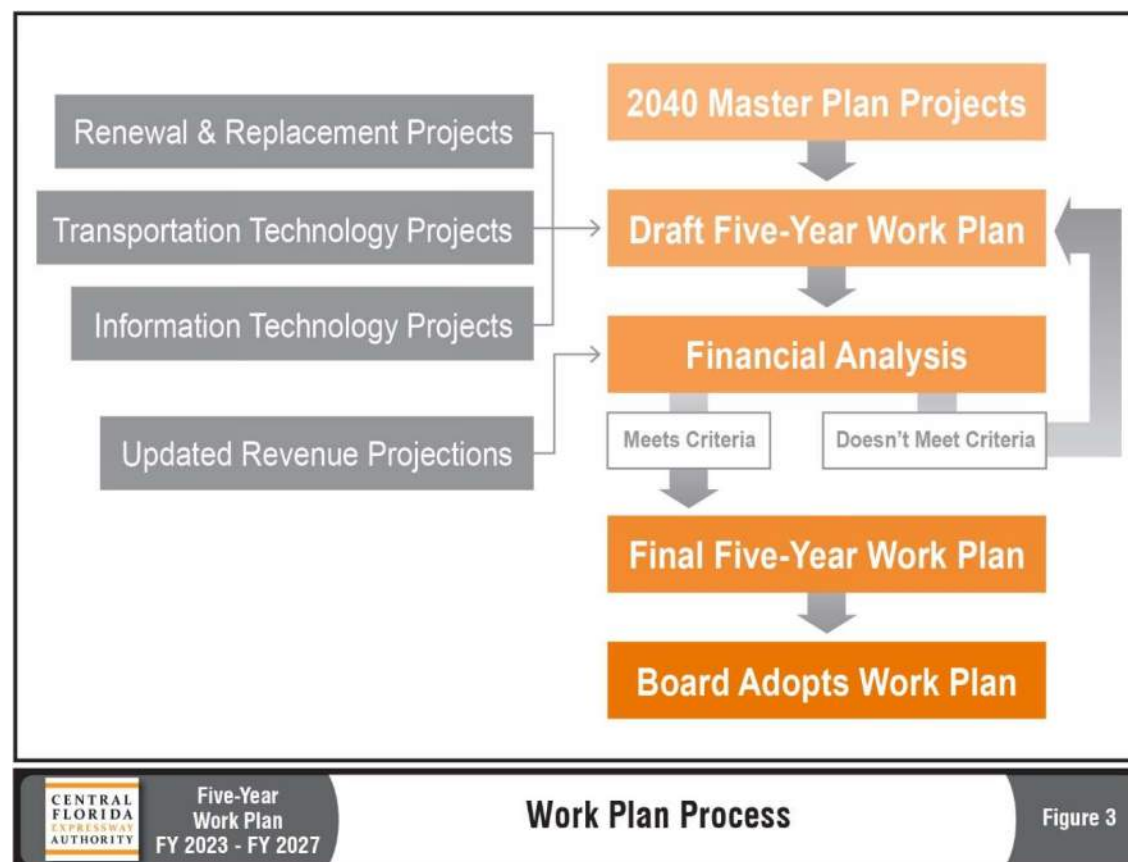 Renewal & Replacement Projects
Transportation Technology Projects
Information Technology Projects
Updated Revenue Projections
2040 Master Plan Projects
Draft Five-Year Work Plan
Financial Analysis
Meets Criteria
Doesn't Meet Criteria
Final Five-Year Work Plan
Board Adopts Work Plan
CENTRAL
FLORIDA
EXPRESSWAY
AUTHORITY
Five-Year
Work Plan
FY 2023 - FY 2027
Work Plan Process
Figure 3